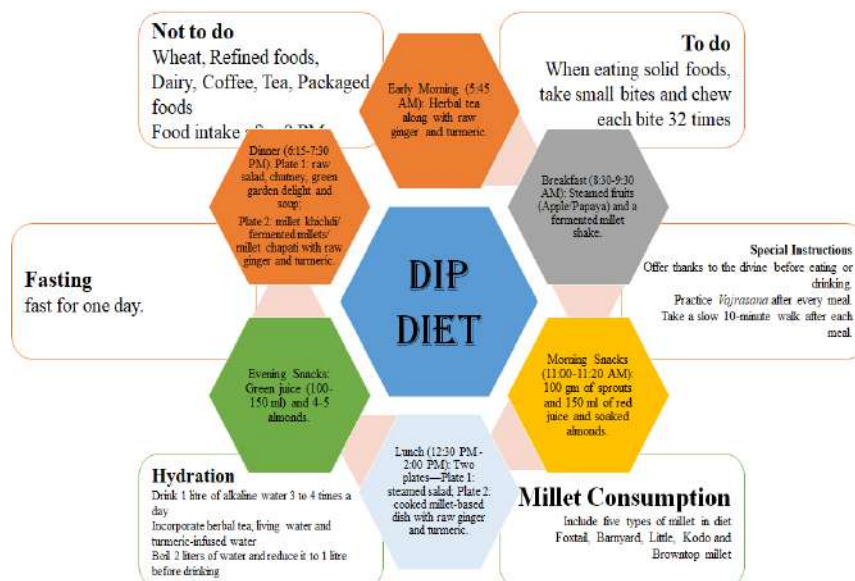 Not to do
Wheat, Refined foods,
Dairy, Coffee, Tea, Packaged
foods
Food intake
To do
When eating solid foods,
take small bites and chew
each bite 32 times
Early Morning (5:45
AM): Herbal tea
along with raw
ginger and turmeric.
Dinner (6:15-7:30
PM). Plate 1: raw
salad, chutney, green
garden delight and
soup;
Plate 2: millet khichdi/
fermented millets/
millet chapati with raw
ginger and turmeric.
Breakfast (8:30-9:30
AM): Steamed fruits
(Apple/Papaya) and a
fermented millet
shake.
DIP
DIET
Fasting
fast for one day.
Special Instructions
Offer thanks to the divine before eating or
drinking.
Practice Vajrasana after every meal.
Take a slow 10-minute walk after each
meal.
Evening Snacks:
Green juice (100-
150 ml) and 4–5
almonds.
Morning Snacks
(11:00-11:20 AM): 100
gm of sprouts
and 150 ml of red
juice and soaked
almonds.
Lunch (12:30 PM -
2:00 PM): Two
plates—Plate 1:
steamed salad; Plate 2:
cooked millet-based
dish with raw ginger
and turmeric.
Hydration
Drink 1 litre of alkaline water 3 to 4 times a
day
Incorporate herbal tea, living water and
turmeric-infused water
Boil 2 liters of water and reduce it to 1 litre
before drinking
Millet Consumption
Include five types of millet in diet
Foxtail, Barnyard, Little, Kodo and
Browntop millet